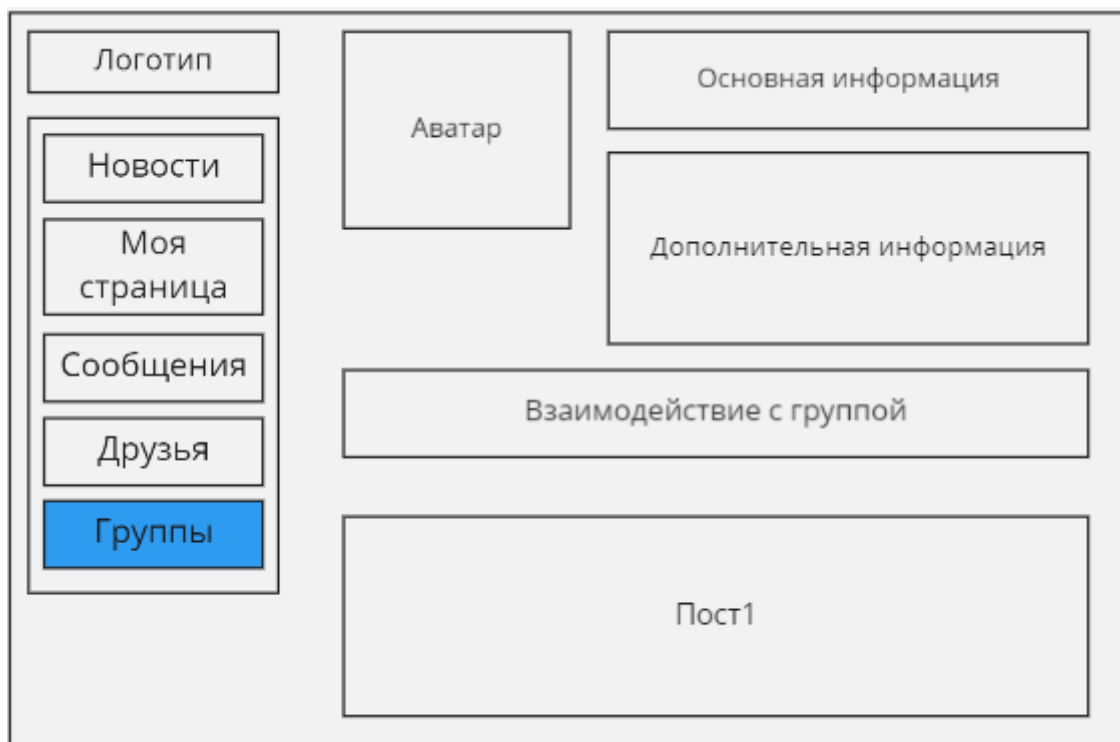 Логотип
Новости
Моя
страница
Сообщения
Друзья
Группы
Аватар
Основная информация
Дополнительная информация
Взаимодействие с группой
Пост1